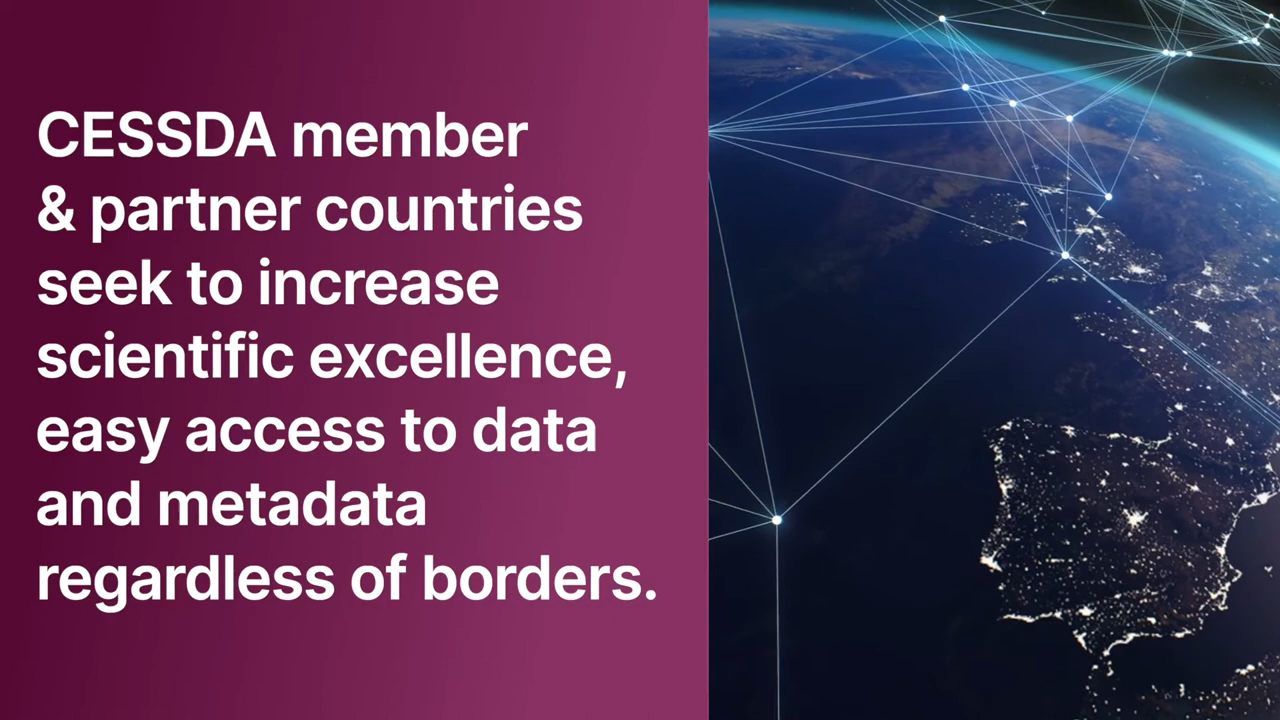 CESSDA member
& partner countries
seek to increase
scientific excellence,
easy access to data
and metadata
regardless of borders.